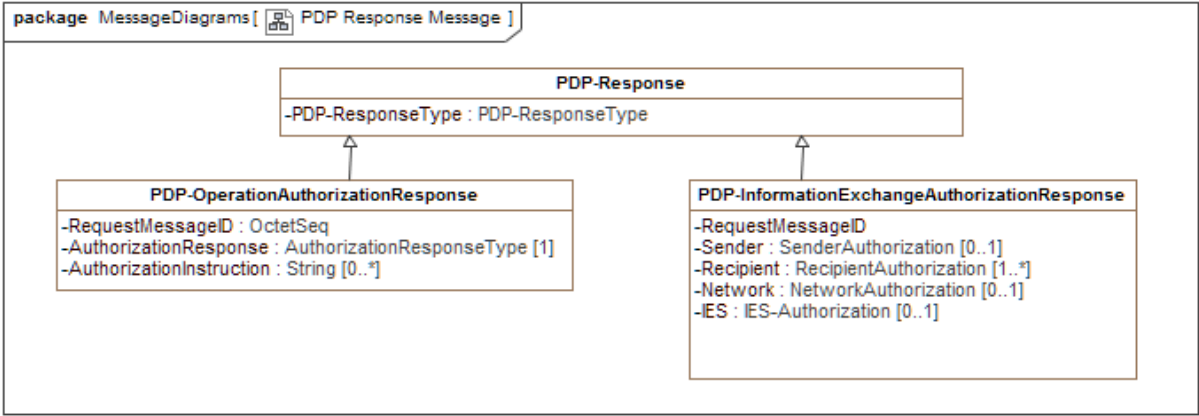 package MessageDiagrams[ PDP Response Message ]
PDP-Response
-PDP-ResponseType : PDP-ResponseType
PDP-OperationAuthorizationResponse
-RequestMessageID : OctetSeq
-AuthorizationResponse : AuthorizationResponseType [1]
-AuthorizationInstruction : String [0..*]
PDP-InformationExchangeAuthorizationResponse
-RequestMessageID
-Sender : SenderAuthorization [0..1]
-Recipient : RecipientAuthorization [1..*]
-Network : NetworkAuthorization [0..1]
-IES : IES-Authorization [0..1]